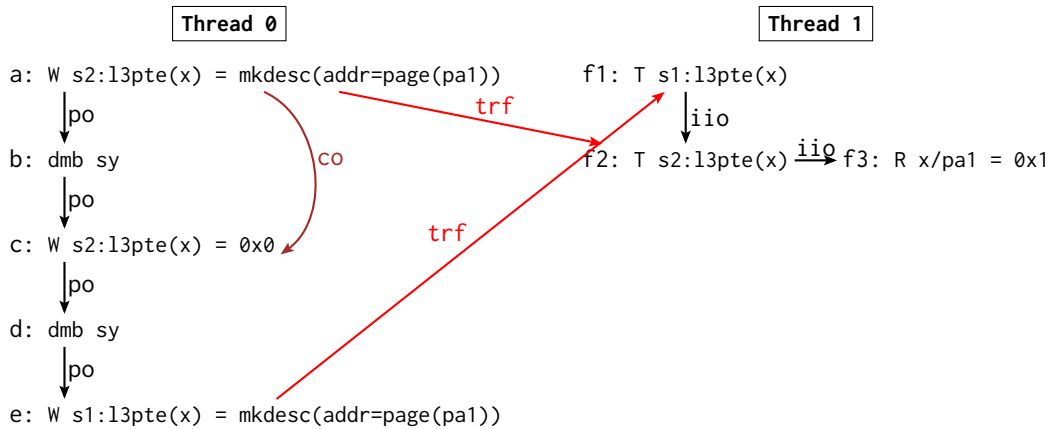 Thread 0
Thread 1
a: W s2:l3pte(x) = mkdesc(addr=page(pa1))
f1: T s1:l3pte(x)
po
trf
iio
co
b: dmb sy
f2: T s2:l3pte(x)
iio
f3: R x/pa1 = 0x1
po
trf
c: W s2:l3pte(x) = 0x0
po
d: dmb sy
po
e: W s1:l3pte(x) = mkdesc(addr=page(pa1))